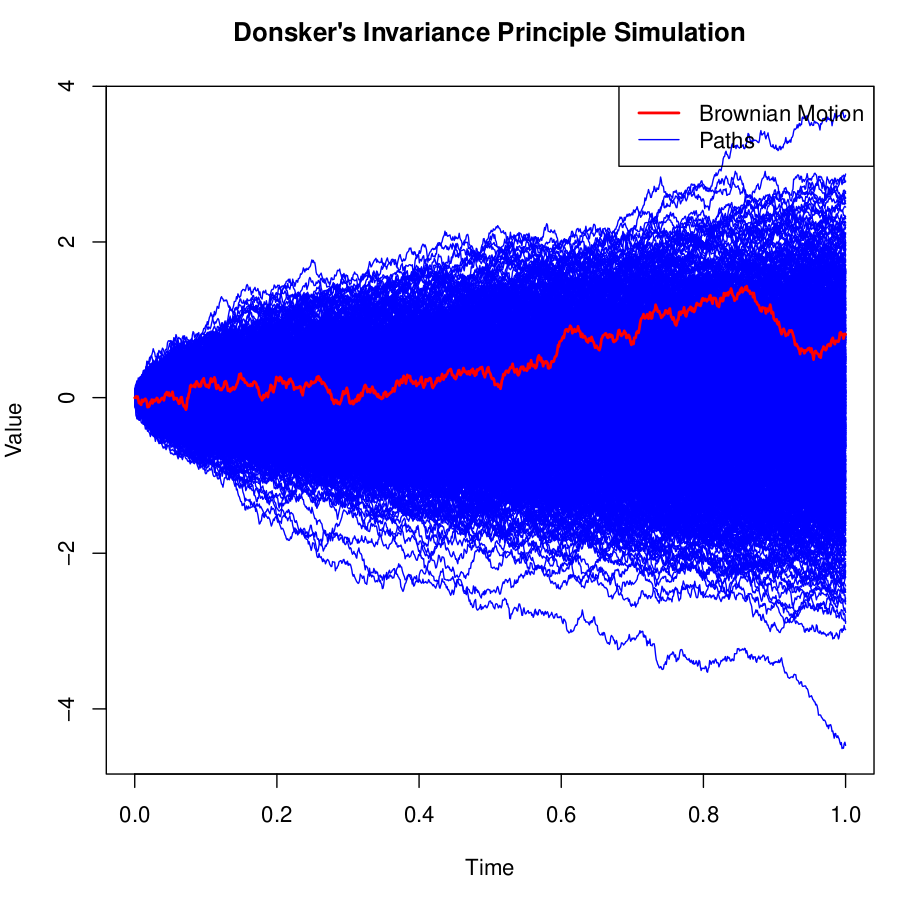 Donsker's Invariance Principle Simulation
4
Brownian Motion
Paths
2
0
−2
−4
Value
0.0 0.2 0.4 0.6 0.8 1.0
Time